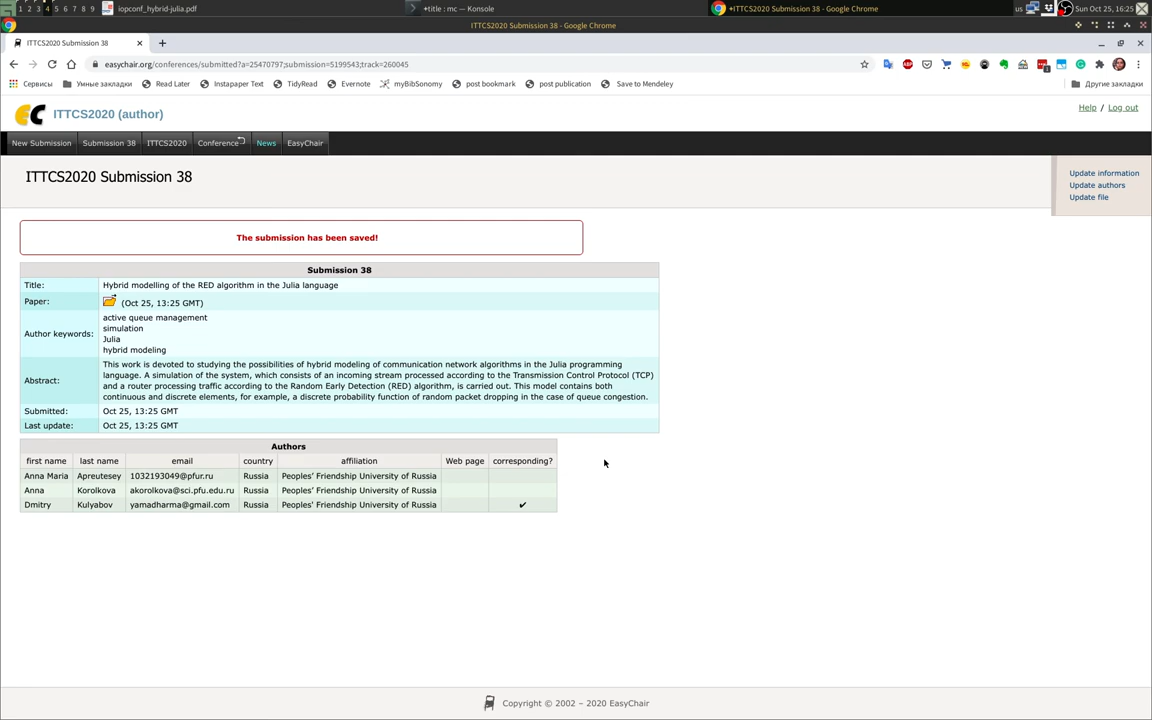 1 2 3 4 5 6 7 8 9 iopconf_hybrid-julia.pdf +title : mc — Konsole +ITTCS2020 Submission 38 - Google Chrome us Sun Oct 25, 16:25
+ITTCS2020 Submission 38 - Google Chrome
ITTCS2020 Submission 38
easychair.org/conferences/submitted?a=25470797;submission=5199543;track=260045
Сервисы Умные закладки Read Later Instapaper Text TidyRead Evernote myBibSonomy post bookmark post publication Save to Mendeley Другие закладки
EC ITTCS2020 (author) Help / Log out
New Submission Submission 38 ITTCS2020 Conference News EasyChair
ITTCS2020 Submission 38
Update information
Update authors
Update file
The submission has been saved!
Submission 38
Title: Hybrid modelling of the RED algorithm in the Julia language
Paper: (Oct 25, 13:25 GMT)
Author keywords: active queue management
simulation
Julia
hybrid modeling
Abstract: This work is devoted to studying the possibilities of hybrid modeling of communication network algorithms in the Julia programming
language. A simulation of the system, which consists of an incoming stream processed according to the Transmission Control Protocol (TCP)
and a router processing traffic according to the Random Early Detection (RED) algorithm, is carried out. This model contains both
continuous and discrete elements, for example, a discrete probability function of random packet dropping in the case of queue congestion.
Submitted: Oct 25, 13:25 GMT
Last update: Oct 25, 13:25 GMT
Authors
first name last name email country affiliation Web page corresponding?
Anna Maria Apreutesey 1032193049@pfur.ru Russia Peoples' Friendship University of Russia
Anna Korolkova akorolkova@sci.pfu.edu.ru Russia Peoples' Friendship University of Russia
Dmitry Kulyabov yamadharma@gmail.com Russia Peoples' Friendship University of Russia ✔
Copyright © 2002 – 2020 EasyChair